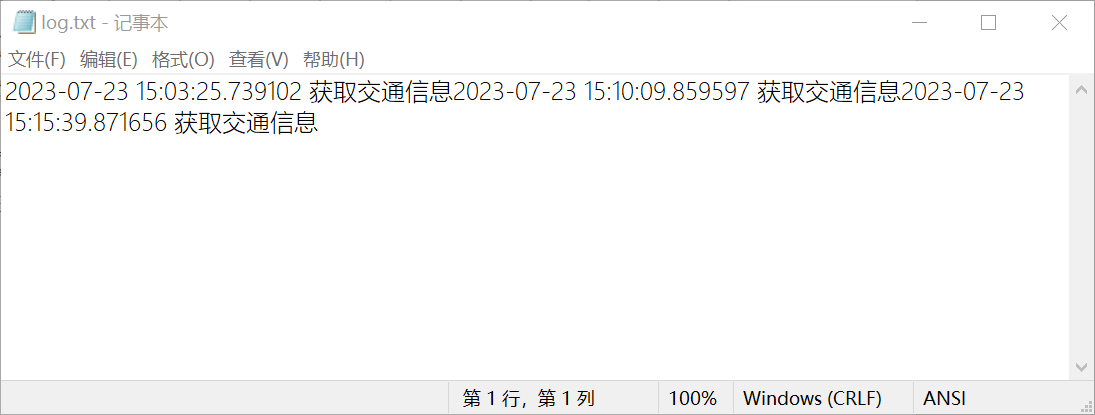 log.txt - 记事本
文件(F) 编辑(E) 格式(O) 查看(V) 帮助(H)
2023-07-23 15:03:25.739102 获取交通信息2023-07-23 15:10:09.859597 获取交通信息2023-07-23
15:15:39.871656 获取交通信息
第 1 行，第 1 列 100% Windows (CRLF) ANSI